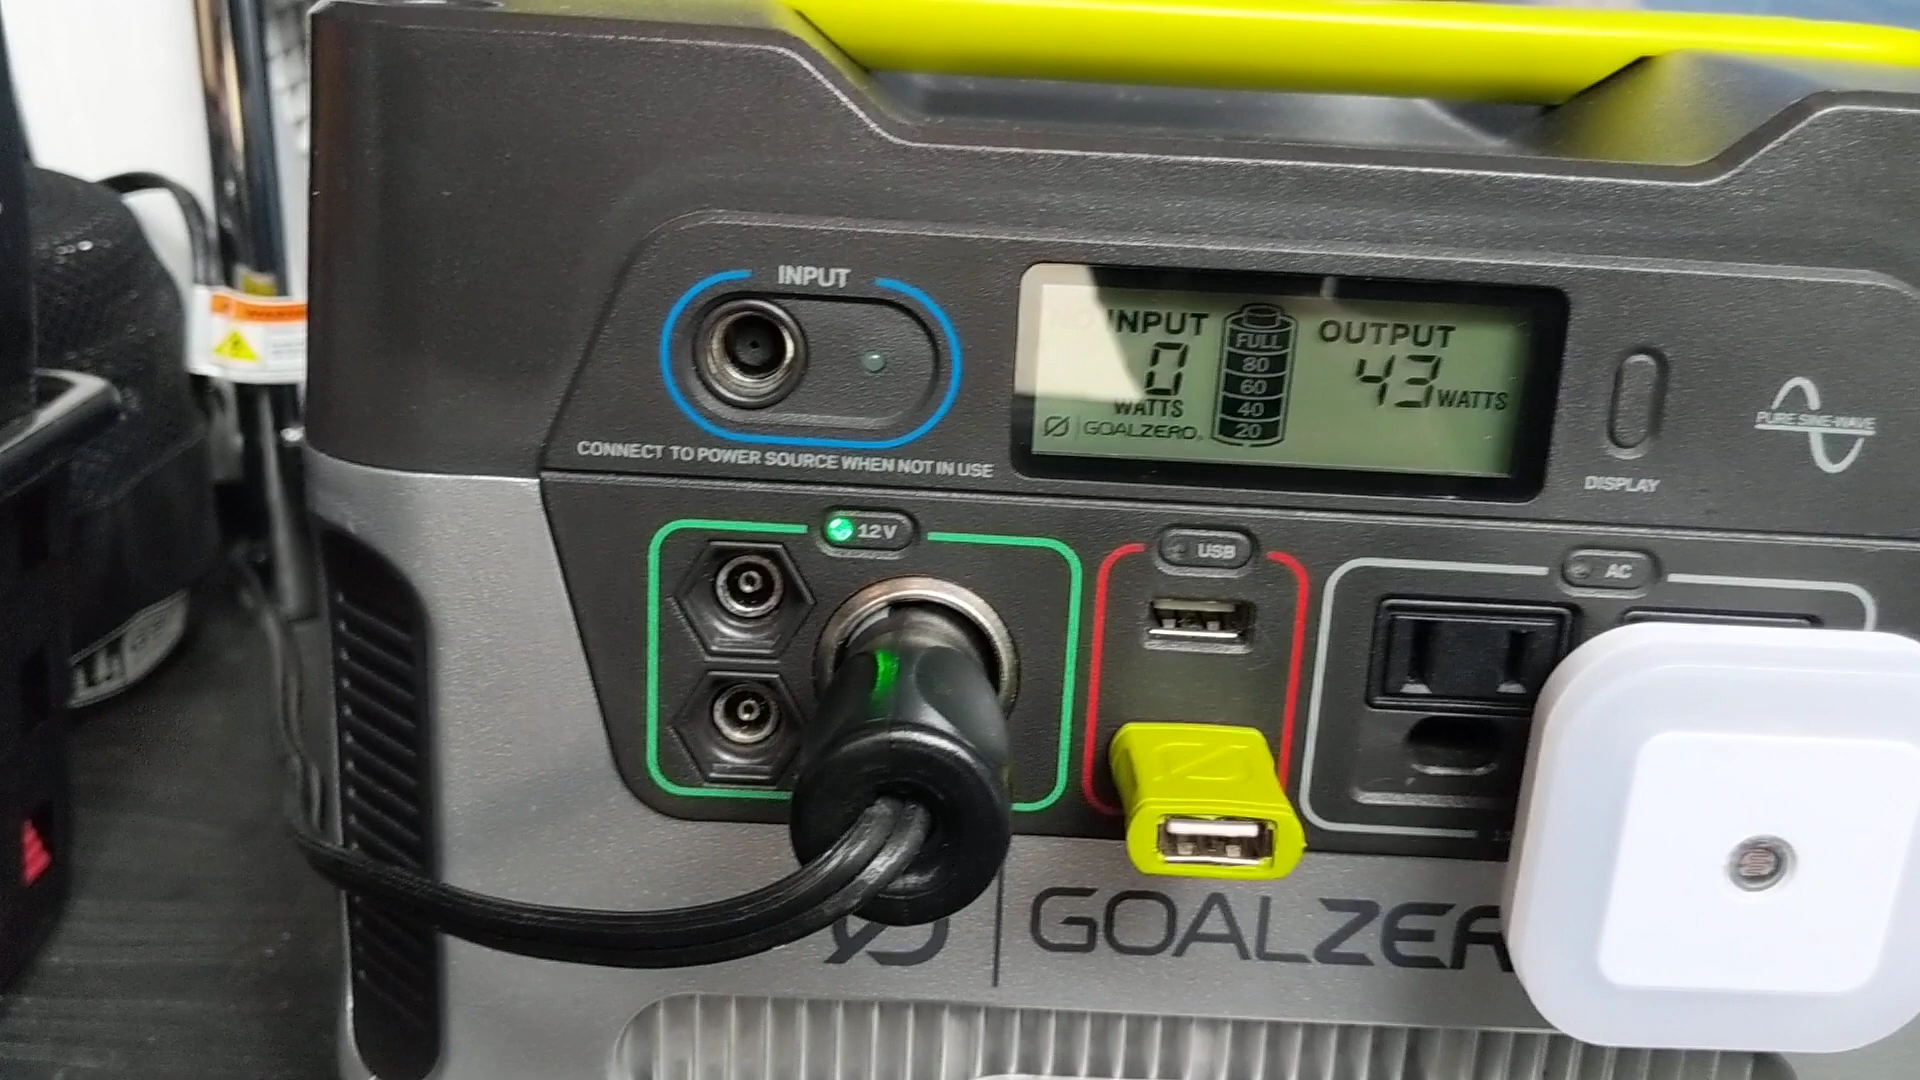 INPUT
CONNECT TO POWER SOURCE WHEN NOT IN USE
INPUT
0
WATTS
GOALZERO
FULL
80
60
40
20
OUTPUT
43 WATTS
DISPLAY
PURE SINE-WAVE
12V
USB
AC
GOALZER